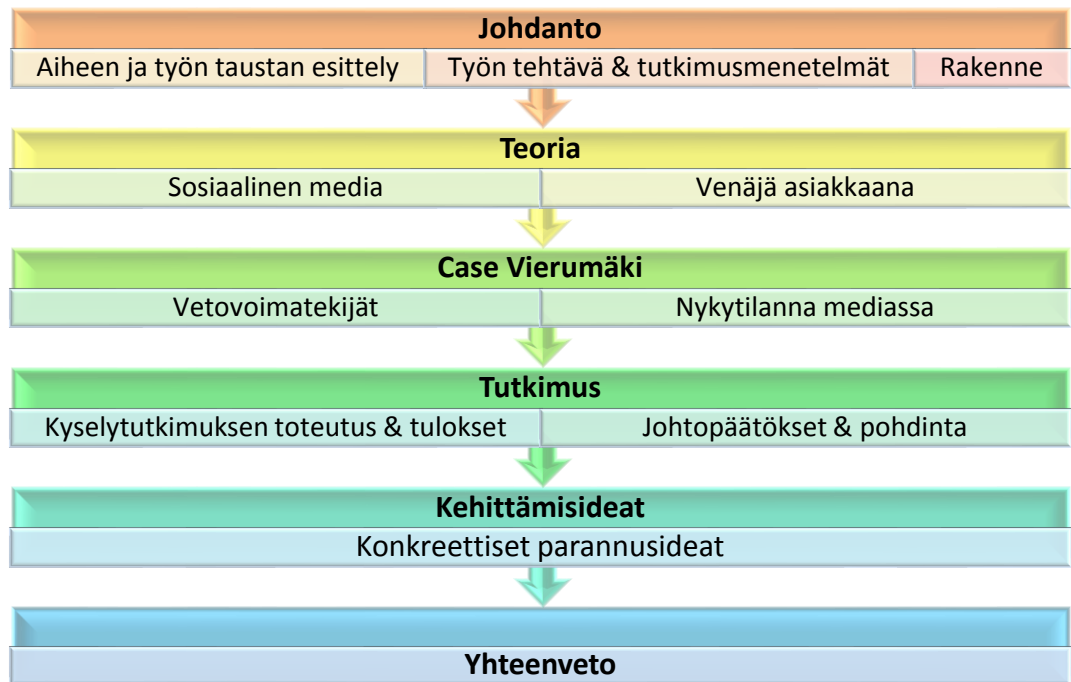 Johdanto
Aiheen ja työn taustan esittely Työn tehtävä & tutkimusmenetelmät Rakenne
Teoria
Sosiaalinen media Venäjä asiakkaana
Case Vierumäki
Vetovoimatekijät Nykytilanna mediassa
Tutkimus
Kyselytutkimuksen toteutus & tulokset Johtopäätökset & pohdinta
Kehittämisideat
Konkreettiset parannusideat
Yhteenveto